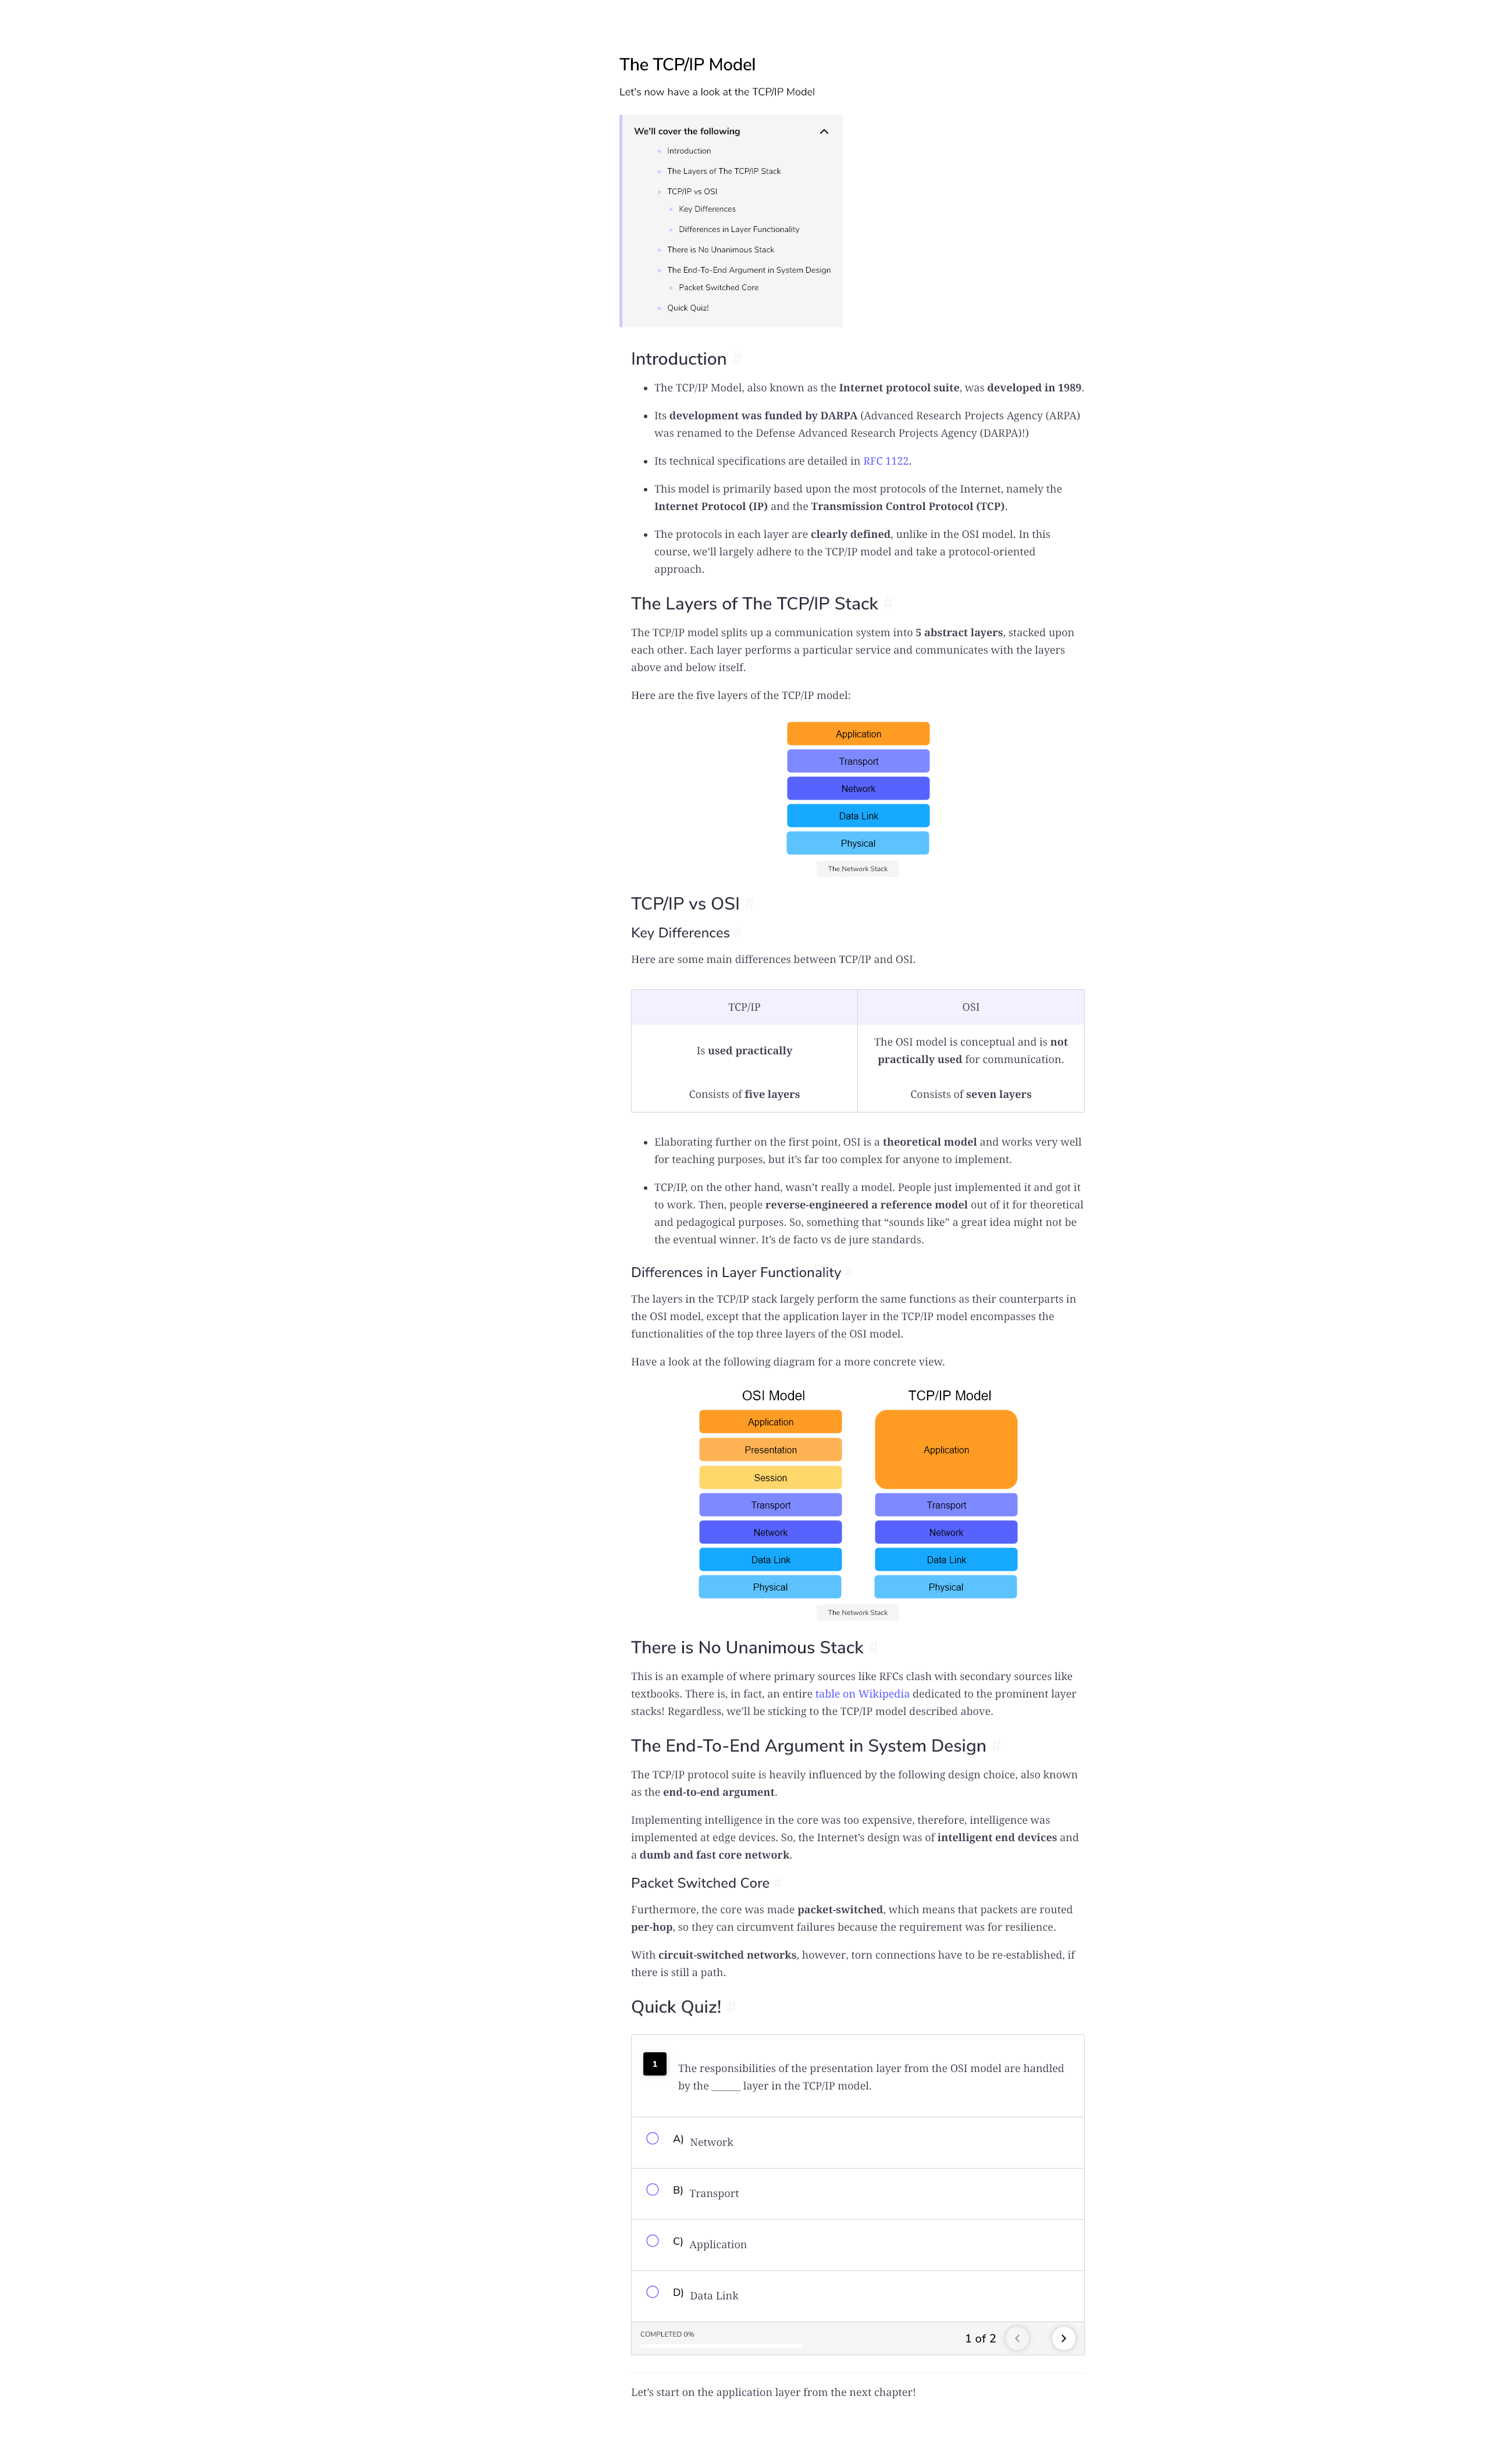 The TCP/IP Model
Let's now have a look at the TCP/IP Model
We'll cover the following
Introduction
The Layers of The TCP/IP Stack
TCP/IP vs OSI
Key Differences
Differences in Layer Functionality
There is No Unanimous Stack
The End-To-End Argument in System Design
Packet Switched Core
Quick Quiz!
Introduction #
• The TCP/IP Model, also known as the Internet protocol suite, was developed in 1989.
• Its development was funded by DARPA (Advanced Research Projects Agency (ARPA)
was renamed to the Defense Advanced Research Projects Agency (DARPA)!)
• Its technical specifications are detailed in RFC 1122.
• This model is primarily based upon the most protocols of the Internet, namely the
Internet Protocol (IP) and the Transmission Control Protocol (TCP).
• The protocols in each layer are clearly defined, unlike in the OSI model. In this
course, we’ll largely adhere to the TCP/IP model and take a protocol-oriented
approach.
The Layers of The TCP/IP Stack #
The TCP/IP model splits up a communication system into 5 abstract layers, stacked upon
each other. Each layer performs a particular service and communicates with the layers
above and below itself.
Here are the five layers of the TCP/IP model:
Application
Transport
Network
Data Link
Physical
The Network Stack
TCP/IP vs OSI #
Key Differences #
Here are some main differences between TCP/IP and OSI.
TCP/IP
OSI
Is used practically
The OSI model is conceptual and is not
practically used for communication.
Consists of five layers
Consists of seven layers
• Elaborating further on the first point, OSI is a theoretical model and works very well
for teaching purposes, but it’s far too complex for anyone to implement.
• TCP/IP, on the other hand, wasn’t really a model. People just implemented it and got it
to work. Then, people reverse-engineered a reference model out of it for theoretical
and pedagogical purposes. So, something that “sounds like” a great idea might not be
the eventual winner. It’s de facto vs de jure standards.
Differences in Layer Functionality #
The layers in the TCP/IP stack largely perform the same functions as their counterparts in
the OSI model, except that the application layer in the TCP/IP model encompasses the
functionalities of the top three layers of the OSI model.
Have a look at the following diagram for a more concrete view.
OSI Model
Application
Presentation
Session
Transport
Network
Data Link
Physical
TCP/IP Model
Application
Transport
Network
Data Link
Physical
The Network Stack
There is No Unanimous Stack #
This is an example of where primary sources like RFCs clash with secondary sources like
textbooks. There is, in fact, an entire table on Wikipedia dedicated to the prominent layer
stacks! Regardless, we’ll be sticking to the TCP/IP model described above.
The End-To-End Argument in System Design #
The TCP/IP protocol suite is heavily influenced by the following design choice, also known
as the end-to-end argument.
Implementing intelligence in the core was too expensive, therefore, intelligence was
implemented at edge devices. So, the Internet’s design was of intelligent end devices and
a dumb and fast core network.
Packet Switched Core #
Furthermore, the core was made packet-switched, which means that packets are routed
per-hop, so they can circumvent failures because the requirement was for resilience.
With circuit-switched networks, however, torn connections have to be re-established, if
there is still a path.
Quick Quiz! #
1
The responsibilities of the presentation layer from the OSI model are handled
by the ______ layer in the TCP/IP model.
A) Network
B) Transport
C) Application
D) Data Link
COMPLETED 0%
1 of 2
Let’s start on the application layer from the next chapter!